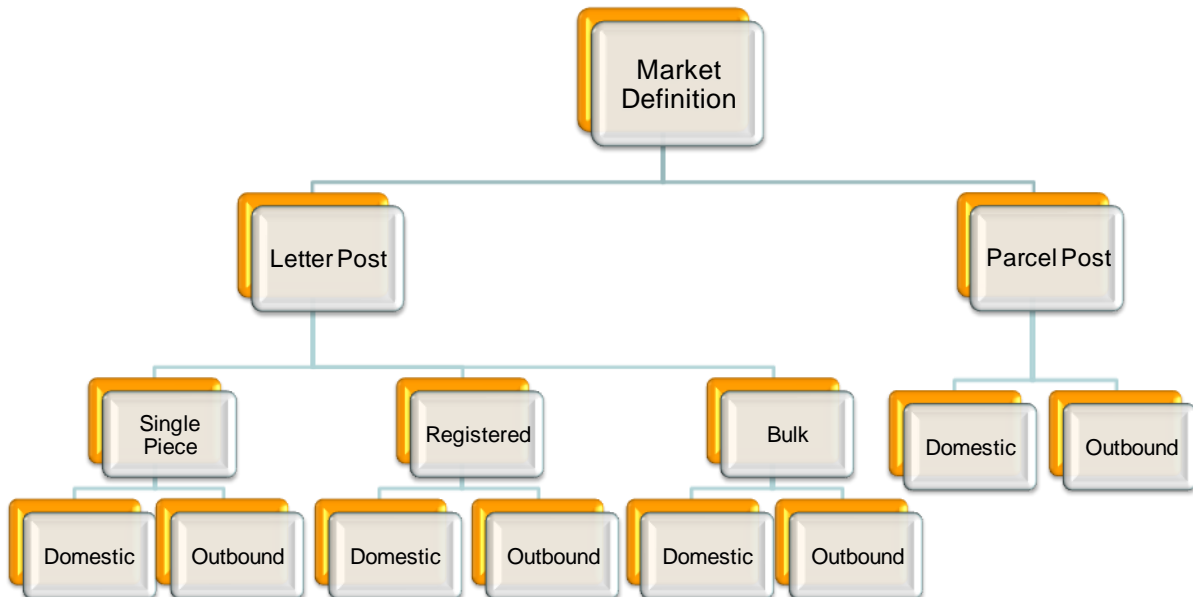 Market
Definition
Letter Post
Parcel Post
Single
Piece
Registered
Bulk
Domestic
Outbound
Domestic
Outbound
Domestic
Outbound
Domestic
Outbound